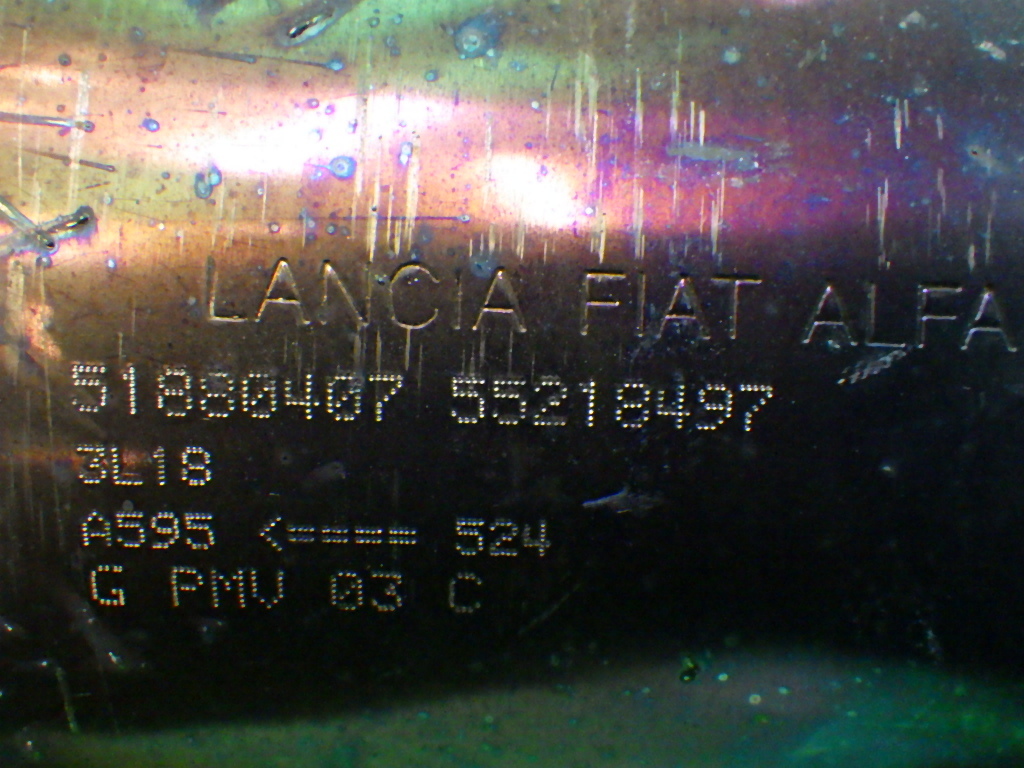 LANCIA FIAT ALFA
51880407 55218497
3L18
A595 <==== 524
G PMV 03 C